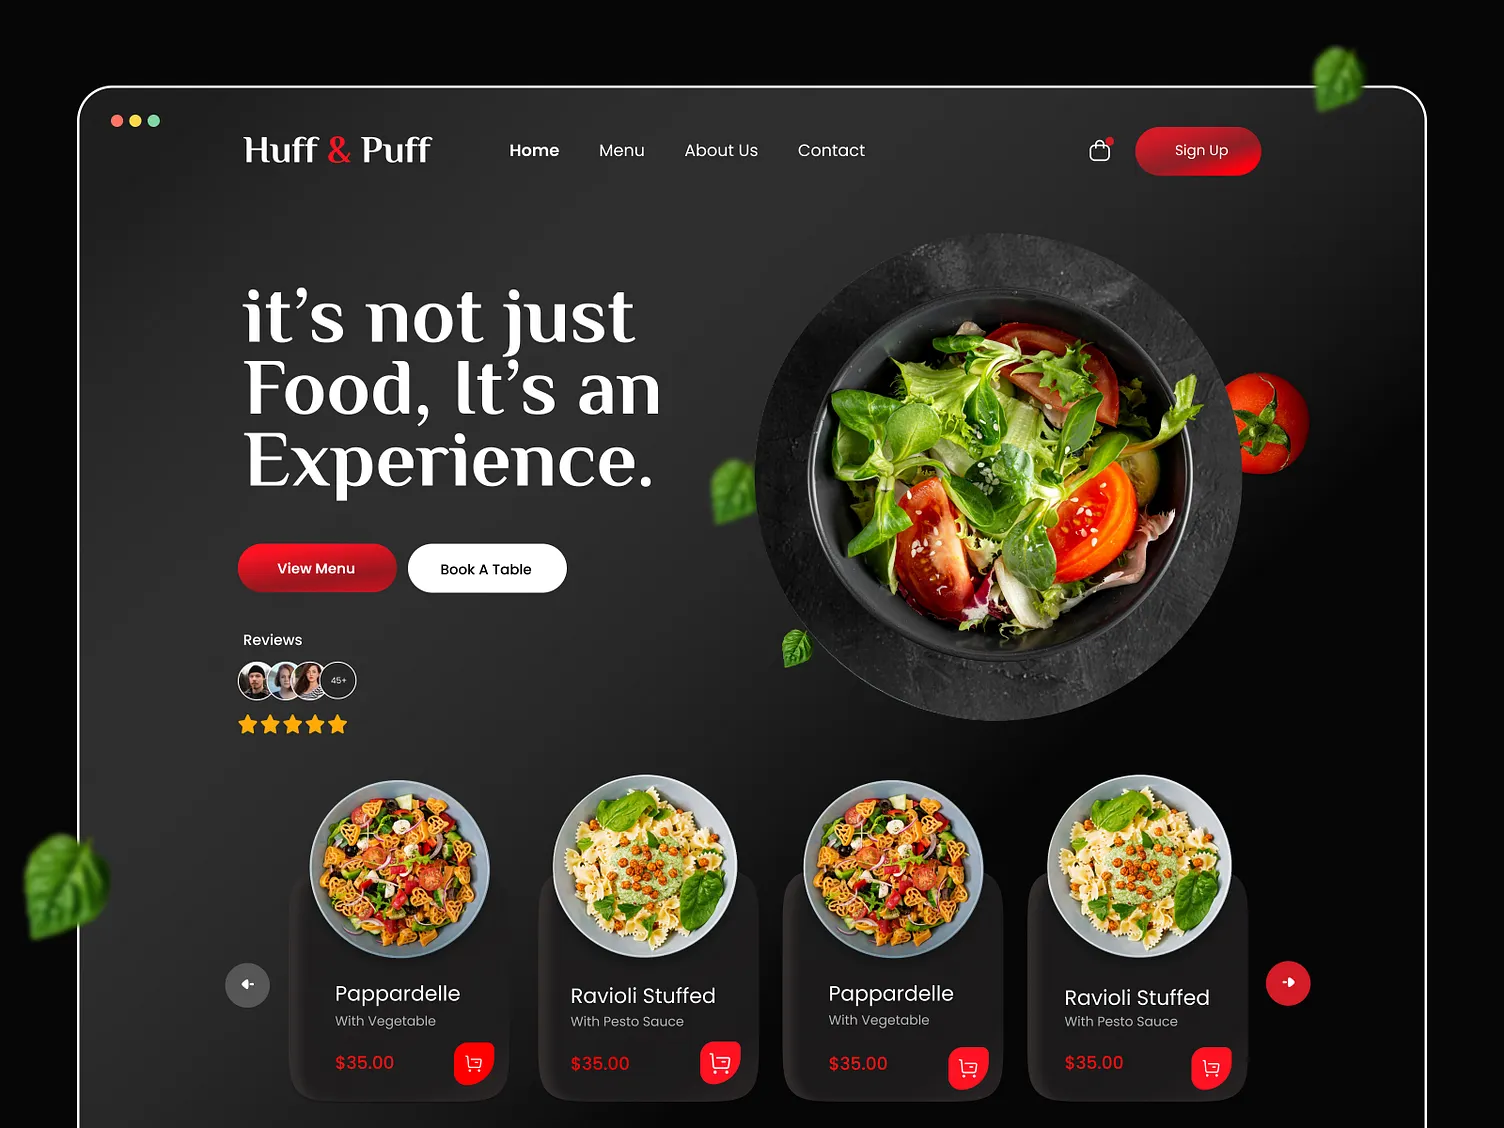 Huff & Puff
Home
Menu
About Us
Contact
Sign Up
it’s not just
Food, It’s an
Experience.
View Menu
Book A Table
Reviews
45+
Pappardelle
With Vegetable
$35.00
Ravioli Stuffed
With Pesto Sauce
$35.00
Pappardelle
With Vegetable
$35.00
Ravioli Stuffed
With Pesto Sauce
$35.00